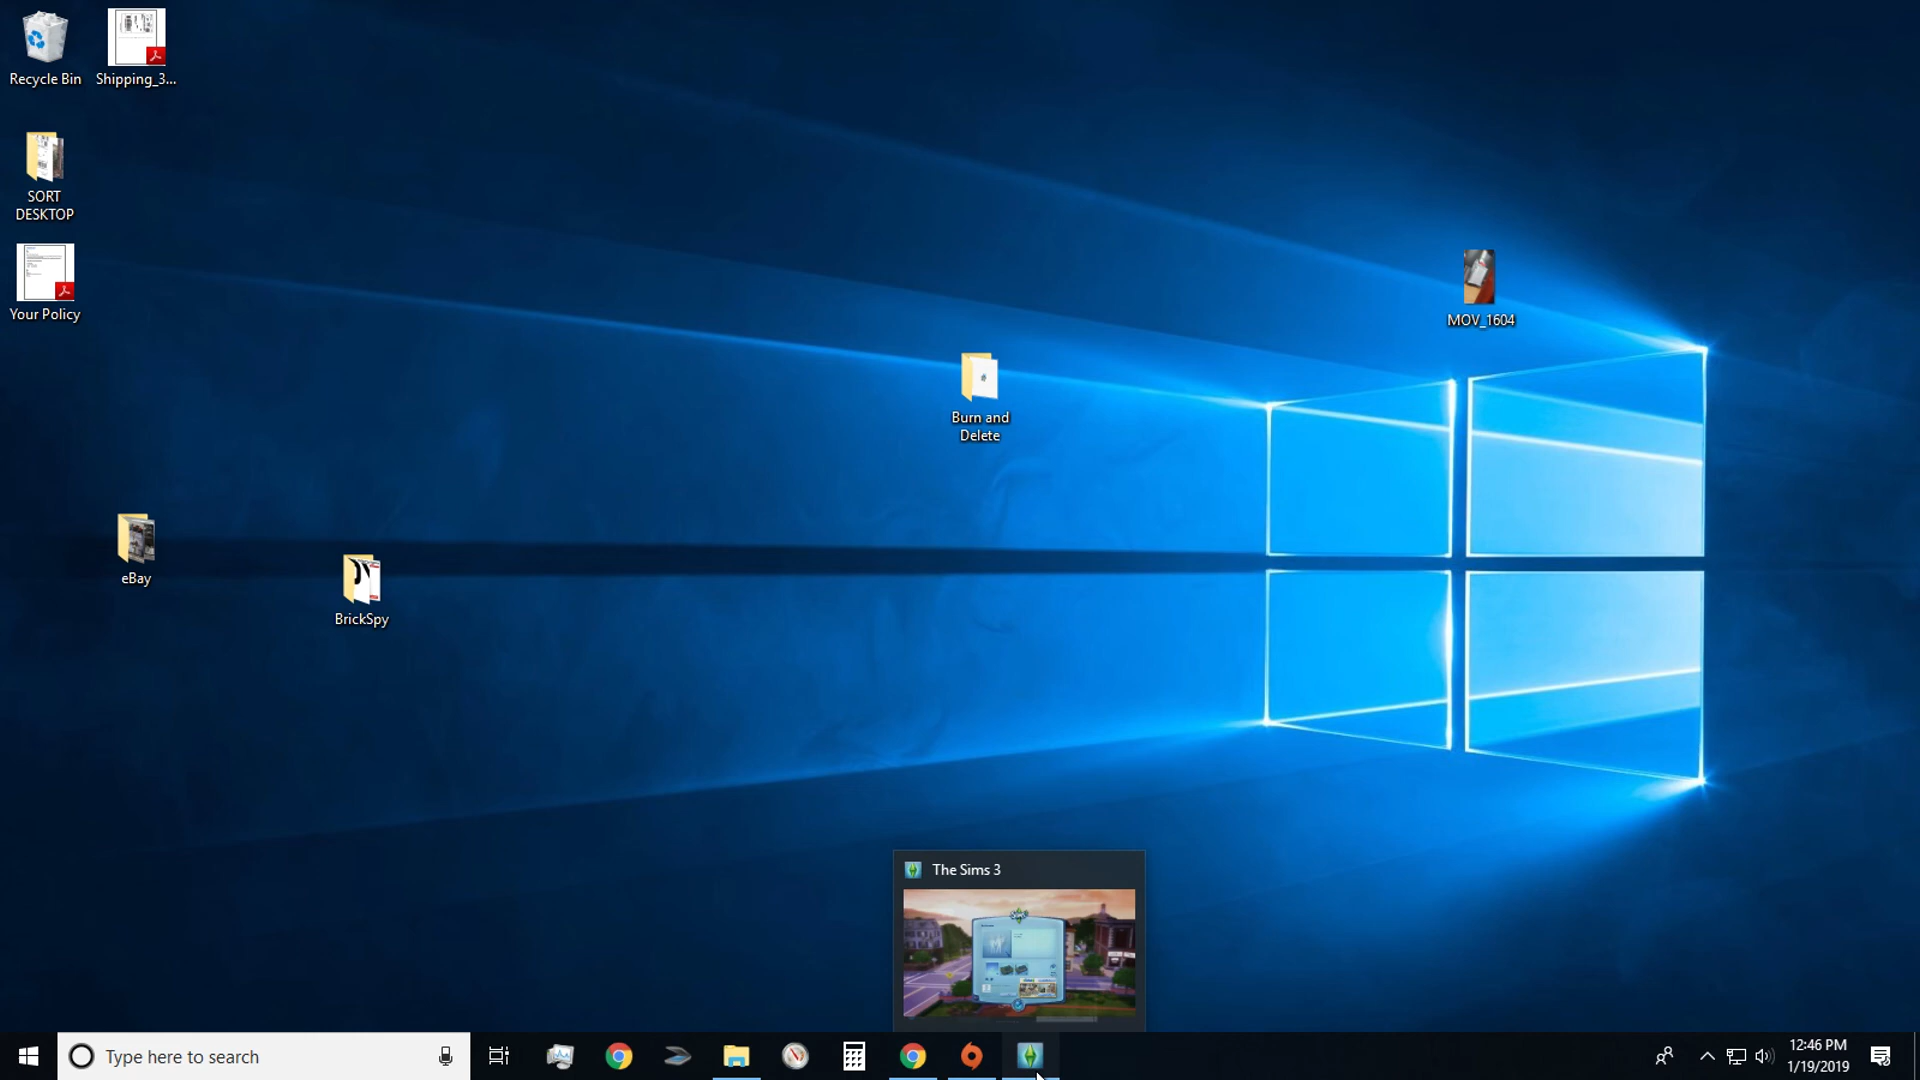 Recycle Bin
Shipping_3...
SORT
DESKTOP
Your Policy
MOV_1604
Burn and
Delete
eBay
BrickSpy
The Sims 3
Type here to search
12:46 PM
1/19/2019